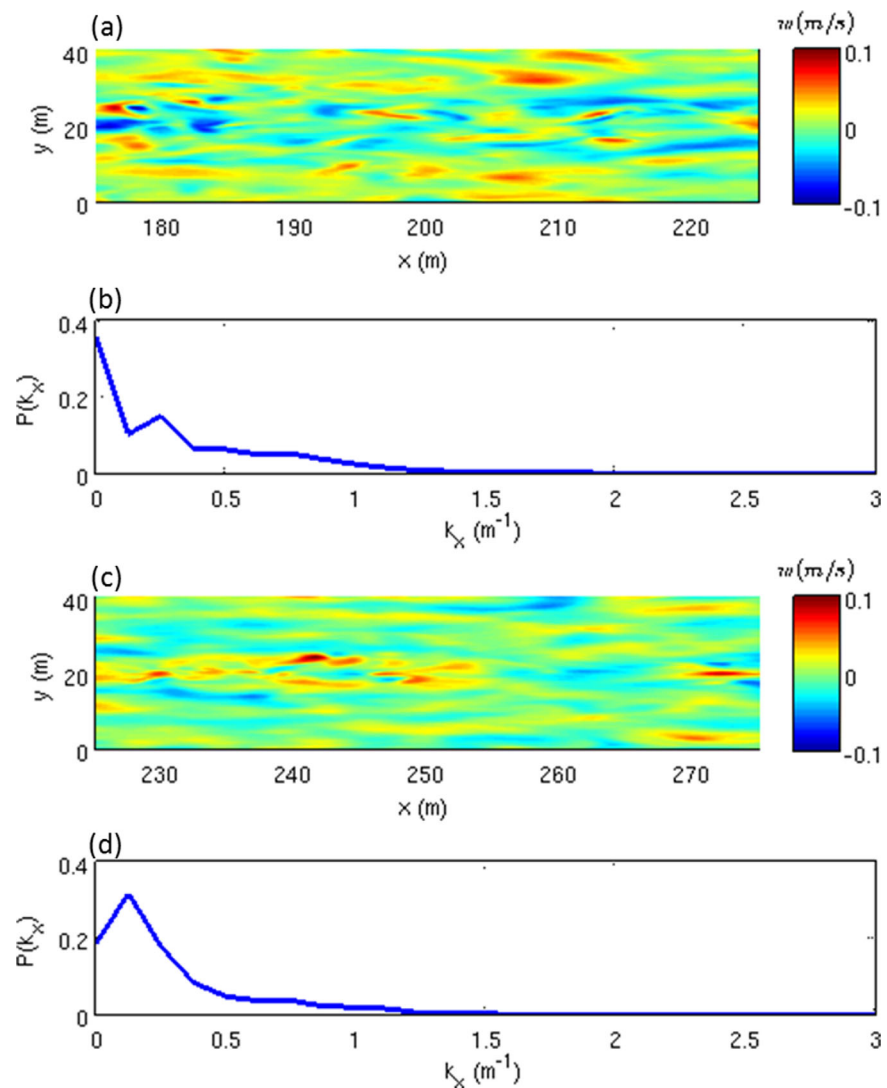 (a)
w(m/s)
40
20
0
y (m)
0.1
0
-0.1
180 190 200 210 220
x (m)
(b)
0.4
0.2
0
P(kx)
0 0.5 1 1.5 2 2.5 3
kx (m-1)
(c)
w(m/s)
40
20
0
y (m)
0.1
0
-0.1
230 240 250 260 270
x (m)
(d)
0.4
0.2
0
P(kx)
0 0.5 1 1.5 2 2.5 3
kx (m-1)